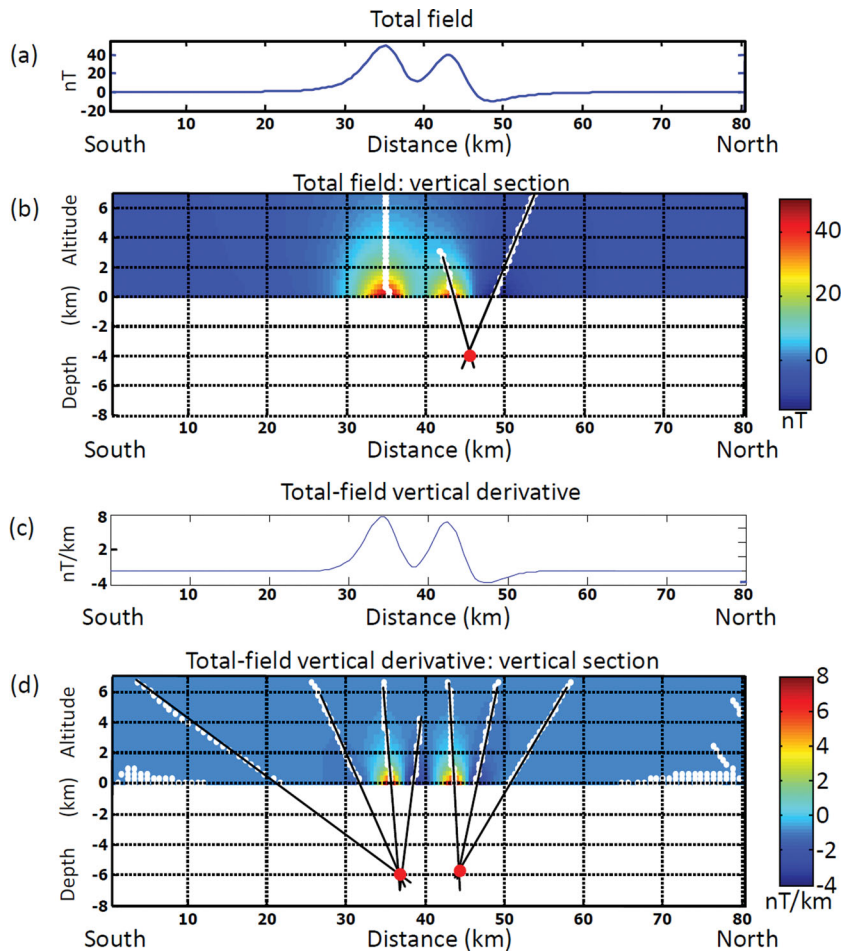 Total field
(a)
nT
40
20
0
-20
10 20 30 40 50 60 70 80
South Distance (km) North
Total field: vertical section
(b)
Depth (km) Altitude
6
4
2
0
-2
-4
-6
-8
10 20 30 40 50 60 70 80
South Distance (km) North
40
20
0
nT
Total-field vertical derivative
(c)
nT/km
8
2
-4
10 20 30 40 50 60 70 80
South Distance (km) North
Total-field vertical derivative: vertical section
(d)
Depth (km) Altitude
6
4
2
0
-2
-4
-6
-8
10 20 30 40 50 60 70 80
South Distance (km) North
8
6
4
2
0
-2
-4
nT/km